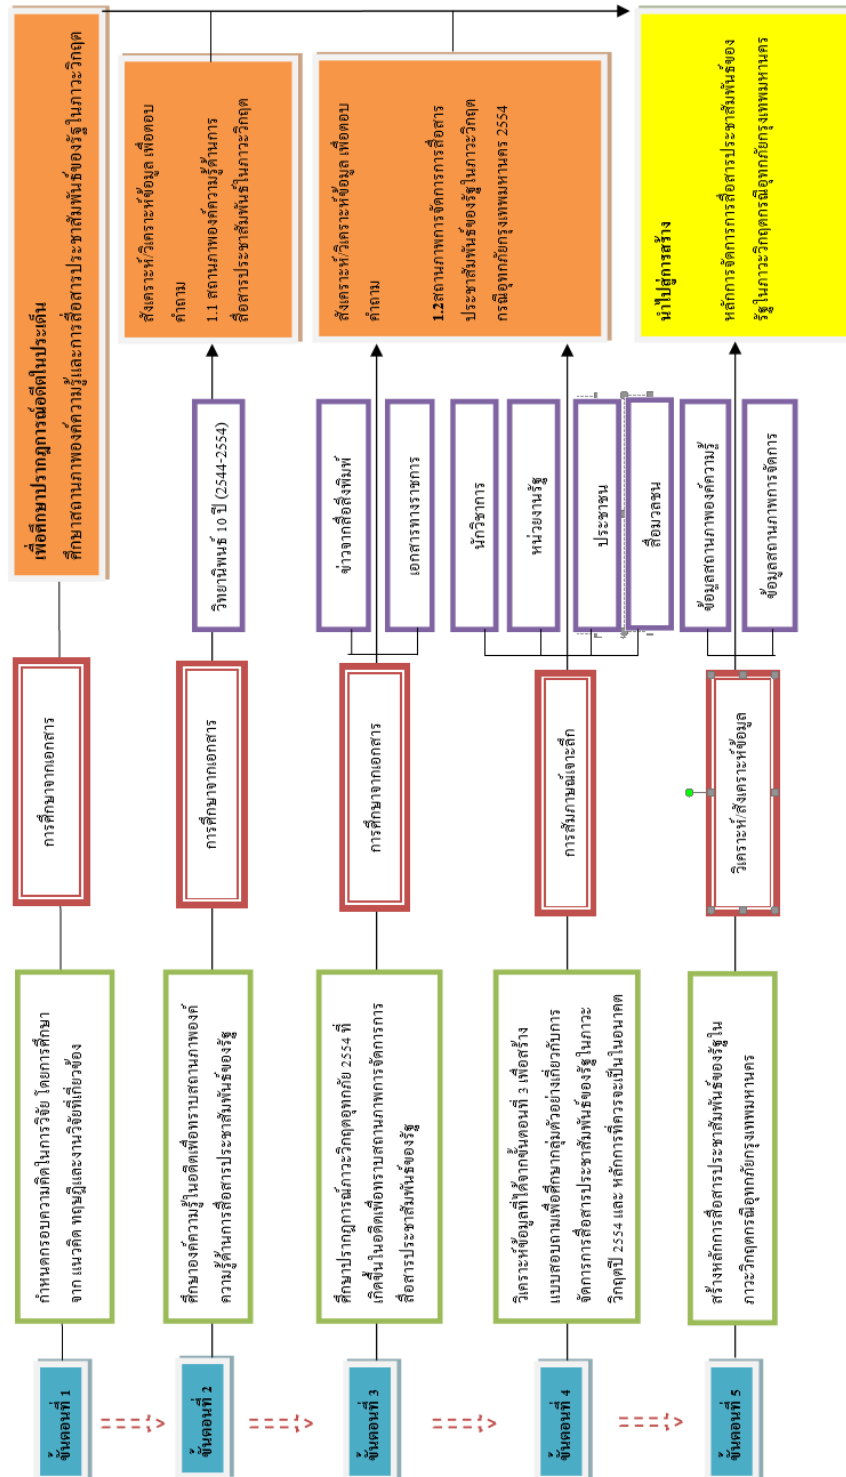 ขั้นตอนที่ 1
กำหนดกรอบความคิดในการวิจัย โดยการศึกษา
จาก แนวคิด ทฤษฎีและงานวิจัยที่เกี่ยวข้อง
การศึกษาจากเอกสาร
เพื่อศึกษาปรากฏการณ์อดีตในประเด็น
ศึกษาสถานภาพองค์ความรู้และการสื่อสารประชาสัมพันธ์ของรัฐในภาวะวิกฤต
ขั้นตอนที่ 2
ศึกษาองค์ความรู้ในอดีตเพื่อทราบสถานภาพองค์
ความรู้ด้านการสื่อสารประชาสัมพันธ์ของรัฐ
การศึกษาจากเอกสาร
วิทยานิพนธ์ 10 ปี (2544-2554)
สังเคราะห์/วิเคราะห์ข้อมูล เพื่อตอบ
คำถาม
1.1 สถานภาพองค์ความรู้ด้านการ
สื่อสารประชาสัมพันธ์ในภาวะวิกฤต
ขั้นตอนที่ 3
ศึกษาปรากฏการณ์ภาวะวิกฤตอุทกภัย 2554 ที่
เกิดขึ้นในอดีตเพื่อทราบสถานภาพการจัดการการ
สื่อสารประชาสัมพันธ์ของรัฐ
การศึกษาจากเอกสาร
ข่าวจากสื่อสิ่งพิมพ์
เอกสารทางราชการ
สังเคราะห์/วิเคราะห์ข้อมูล เพื่อตอบ
คำถาม
1.2สถานภาพการจัดการการสื่อสาร
ประชาสัมพันธ์ของรัฐในภาวะวิกฤต
กรณีอุทกภัยกรุงเทพมหานคร 2554
ขั้นตอนที่ 4
วิเคราะห์ข้อมูลที่ได้จากขั้นตอนที่ 3 เพื่อสร้าง
แบบสอบถามเพื่อศึกษากลุ่มตัวอย่างเกี่ยวกับการ
จัดการการสื่อสารประชาสัมพันธ์ของรัฐในภาวะ
วิกฤตปี 2554 และ หลักการที่ควรจะเป็นในอนาคต
การสัมภาษณ์เจาะลึก
นักวิชาการ
หน่วยงานรัฐ
ประชาชน
สื่อมวลชน
ขั้นตอนที่ 5
สร้างหลักการสื่อสารประชาสัมพันธ์ของรัฐใน
ภาวะวิกฤตกรณีอุทกภัยกรุงเทพมหานคร
วิเคราะห์/สังเคราะห์ข้อมูล
ข้อมูลสถานภาพองค์ความรู้
ข้อมูลสถานภาพการจัดการ
นำไปสู่การสร้าง
หลักการจัดการการสื่อสารประชาสัมพันธ์ของ
รัฐในภาวะวิกฤตกรณีอุทกภัยกรุงเทพมหานคร